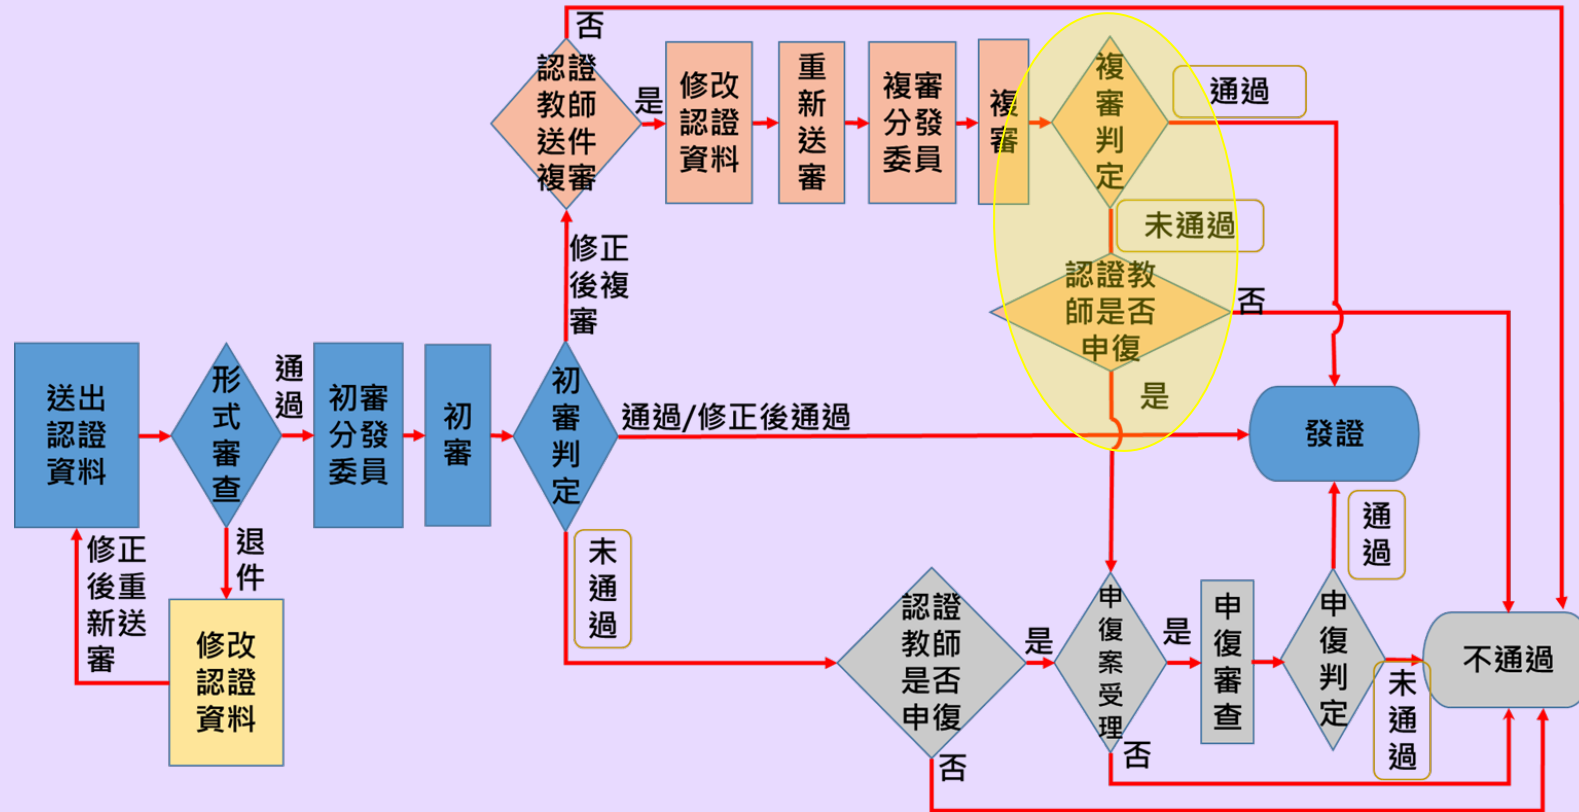 否
認證
教師
送件
複審
是
修改
認證
資料
重
新
送
審
複審
分發
委員
複
審
複
審
判
定
通過
未通過
認證教
師是否
申復
否
是
修正
後複
審
送出
認證
資料
形
式
審
查
通
過
初審
分發
委員
初
審
初
審
判
定
通過/修正後通過
發證
退
件
修正
後重
新送
審
修改
認證
資料
未
通
過
認證
教師
是否
申復
是
否
申
復
案
受
理
是
否
申
復
審
查
申
復
判
定
通
過
未
通
過
不通過